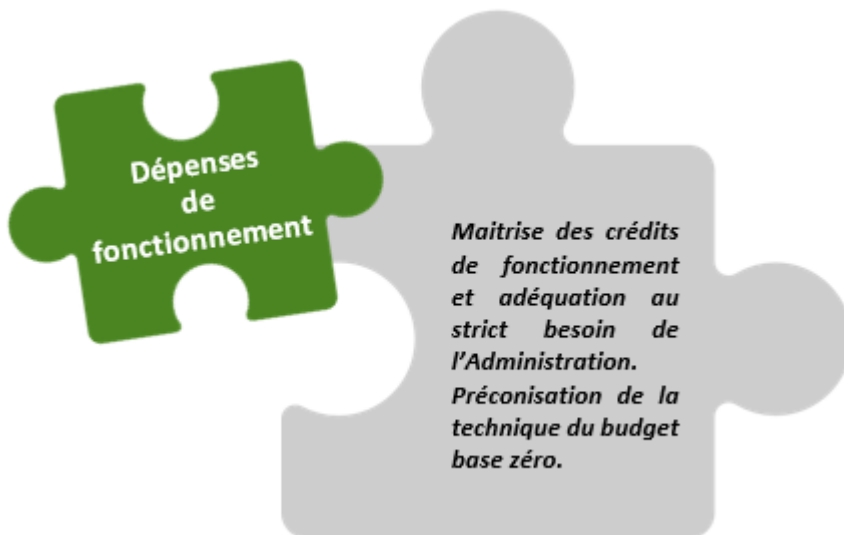 Dépenses
de
fonctionnement
Maitrise des crédits
de fonctionnement
et adéquation au
strict besoin de
l’Administration.
Préconisation de la
technique du budget
base zéro.